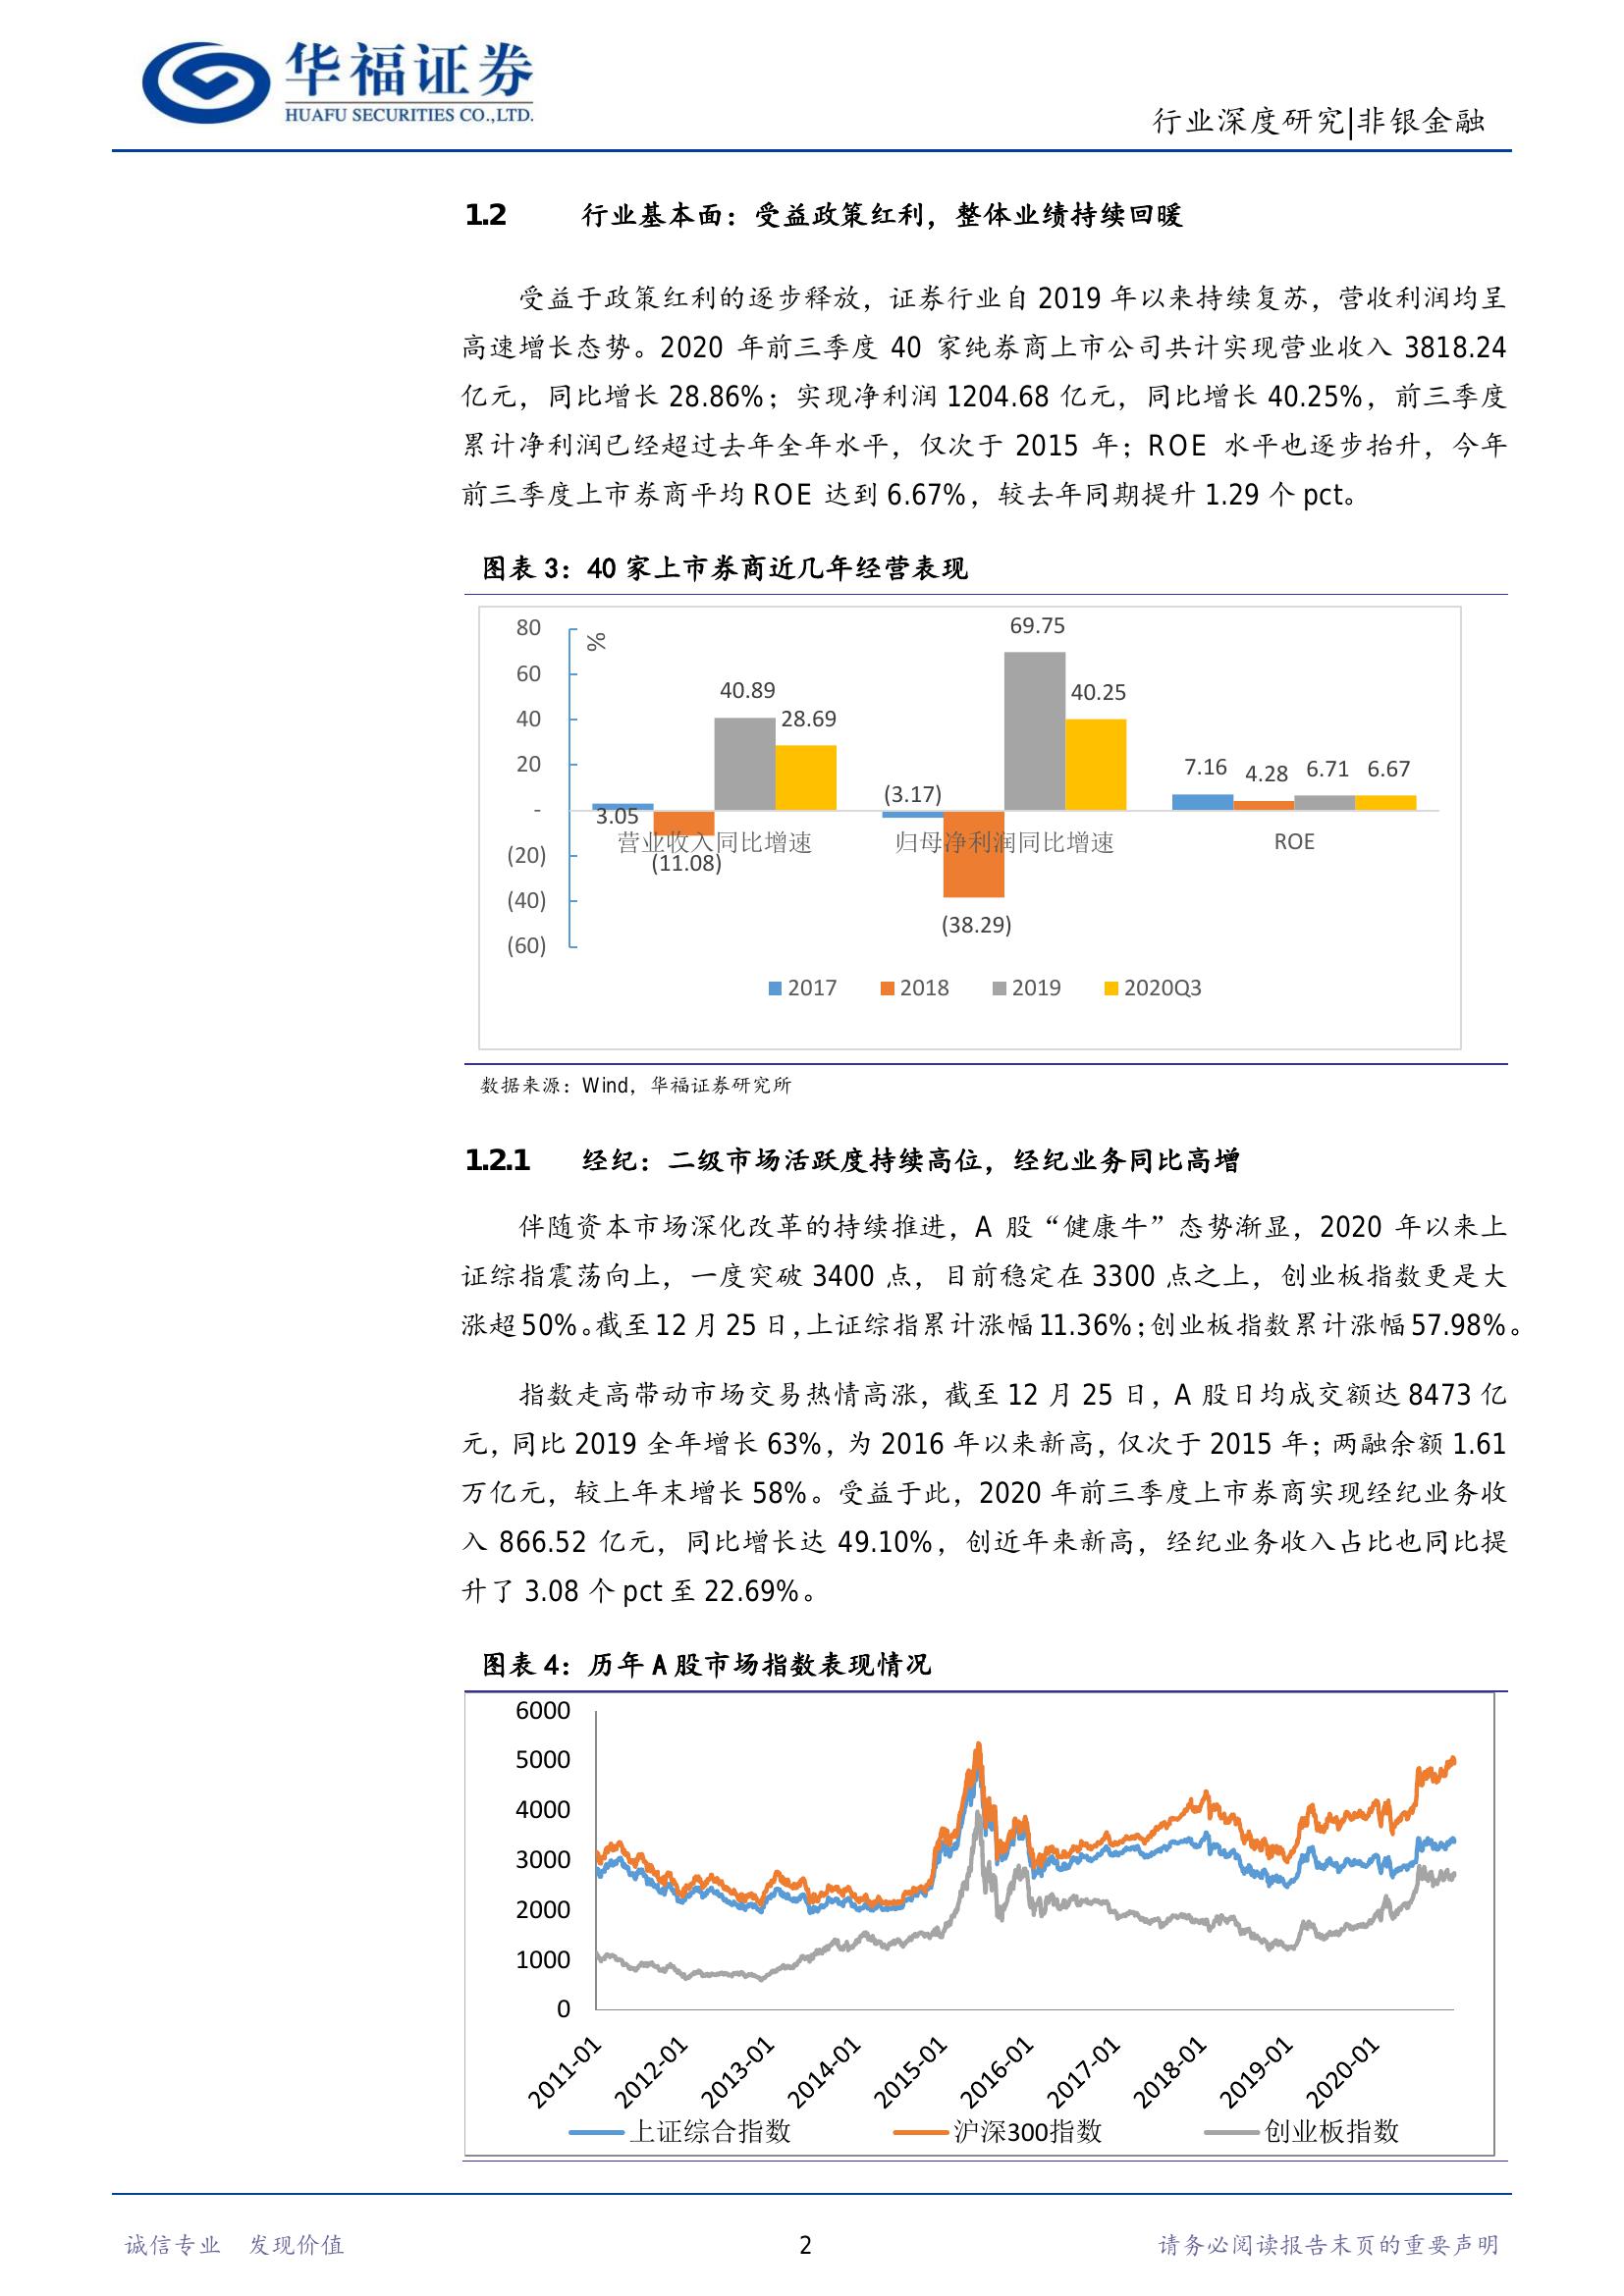 华福证券
HUAFU SECURITIES CO.,LTD.
行业深度研究|非银金融
1.2 行业基本面：受益政策红利，整体业绩持续回暖
受益于政策红利的逐步释放，证券行业自 2019 年以来持续复苏，营收利润均呈
高速增长态势。2020 年前三季度 40 家纯券商上市公司共计实现营业收入 3818.24
亿元，同比增长 28.86%；实现净利润 1204.68 亿元，同比增长 40.25%，前三季度
累计净利润已经超过去年全年水平，仅次于 2015 年；ROE 水平也逐步抬升，今年
前三季度上市券商平均 ROE 达到 6.67%，较去年同期提升 1.29 个 pct。
图表 3：40 家上市券商近几年经营表现
80
%
69.75
60
40.89
40.25
40
28.69
20
7.16
4.28
6.71
6.67
(3.17)
-
3.05
营业收入同比增速
归母净利润同比增速
ROE
(20)
(11.08)
(40)
(38.29)
(60)
2017 2018 2019 2020Q3
数据来源：Wind，华福证券研究所
1.2.1 经纪：二级市场活跃度持续高位，经纪业务同比高增
伴随资本市场深化改革的持续推进，A 股“健康牛”态势渐显，2020 年以来上
证综指震荡向上，一度突破 3400 点，目前稳定在 3300 点之上，创业板指数更是大
涨超 50%。截至 12 月 25 日，上证综指累计涨幅 11.36%；创业板指数累计涨幅 57.98%。
指数走高带动市场交易热情高涨，截至 12 月 25 日，A 股日均成交额达 8473 亿
元，同比 2019 全年增长 63%，为 2016 年以来新高，仅次于 2015 年；两融余额 1.61
万亿元，较上年末增长 58%。受益于此，2020 年前三季度上市券商实现经纪业务收
入 866.52 亿元，同比增长达 49.10%，创近年来新高，经纪业务收入占比也同比提
升了 3.08 个 pct 至 22.69%。
图表 4：历年 A 股市场指数表现情况
6000
5000
4000
3000
2000
1000
0
2011-01 2012-01 2013-01 2014-01 2015-01 2016-01 2017-01 2018-01 2019-01 2020-01
上证综合指数 沪深300指数 创业板指数
诚信专业 发现价值
2
请务必阅读报告末页的重要声明